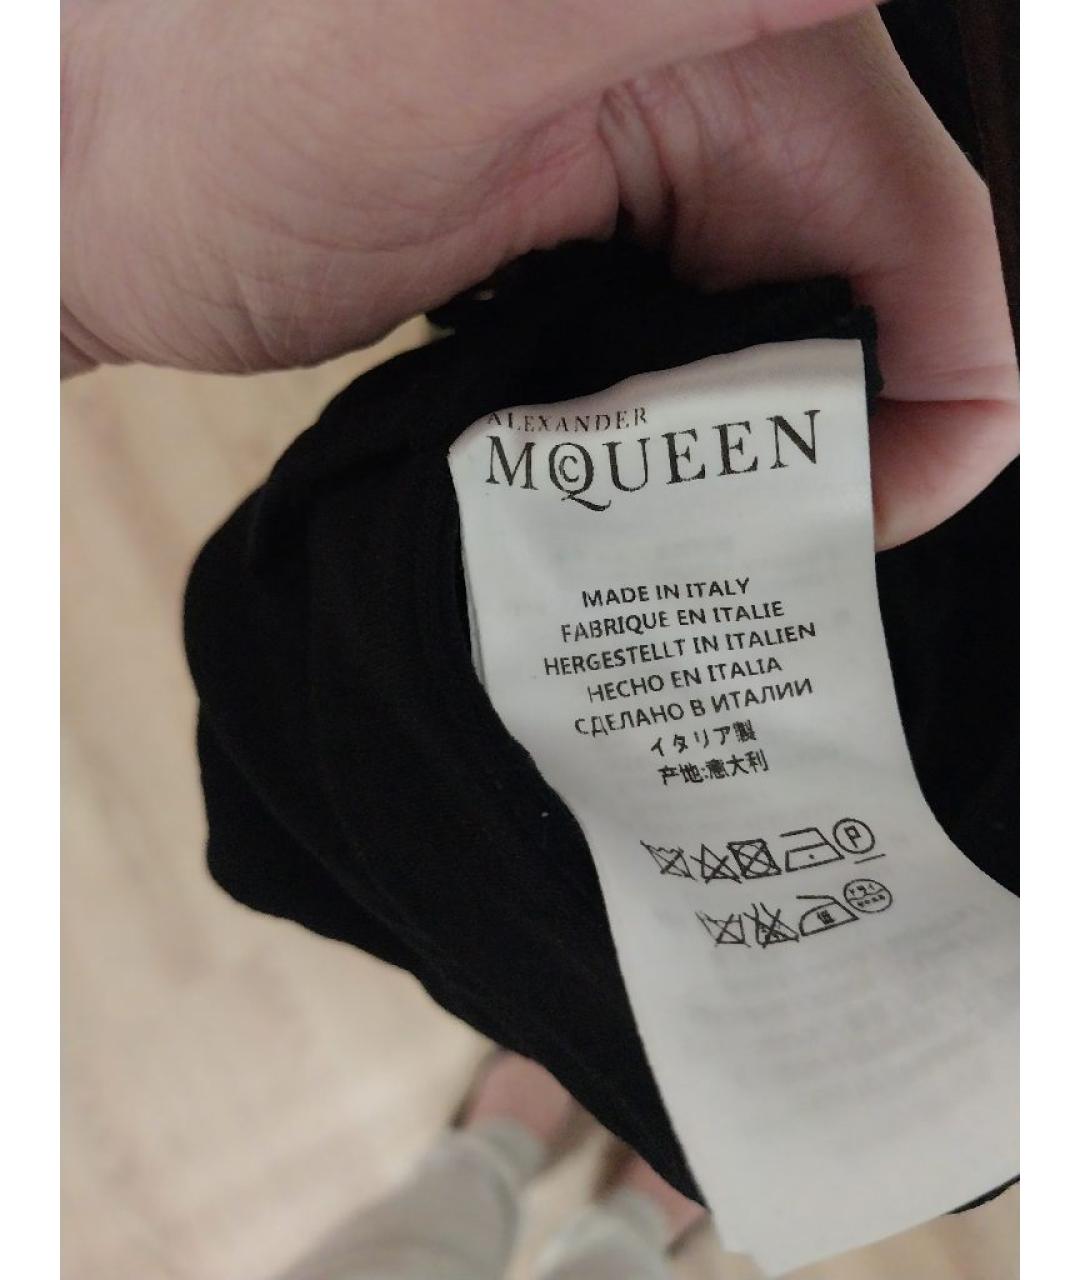 ALEXANDER
McQUEEN
MADE IN ITALY
FABRIQUE EN ITALIE
HERGESTELLT IN ITALIEN
HECHO EN ITALIA
СДЕЛАНО В ИТАЛИИ
イタリア製
产地:意大利
P